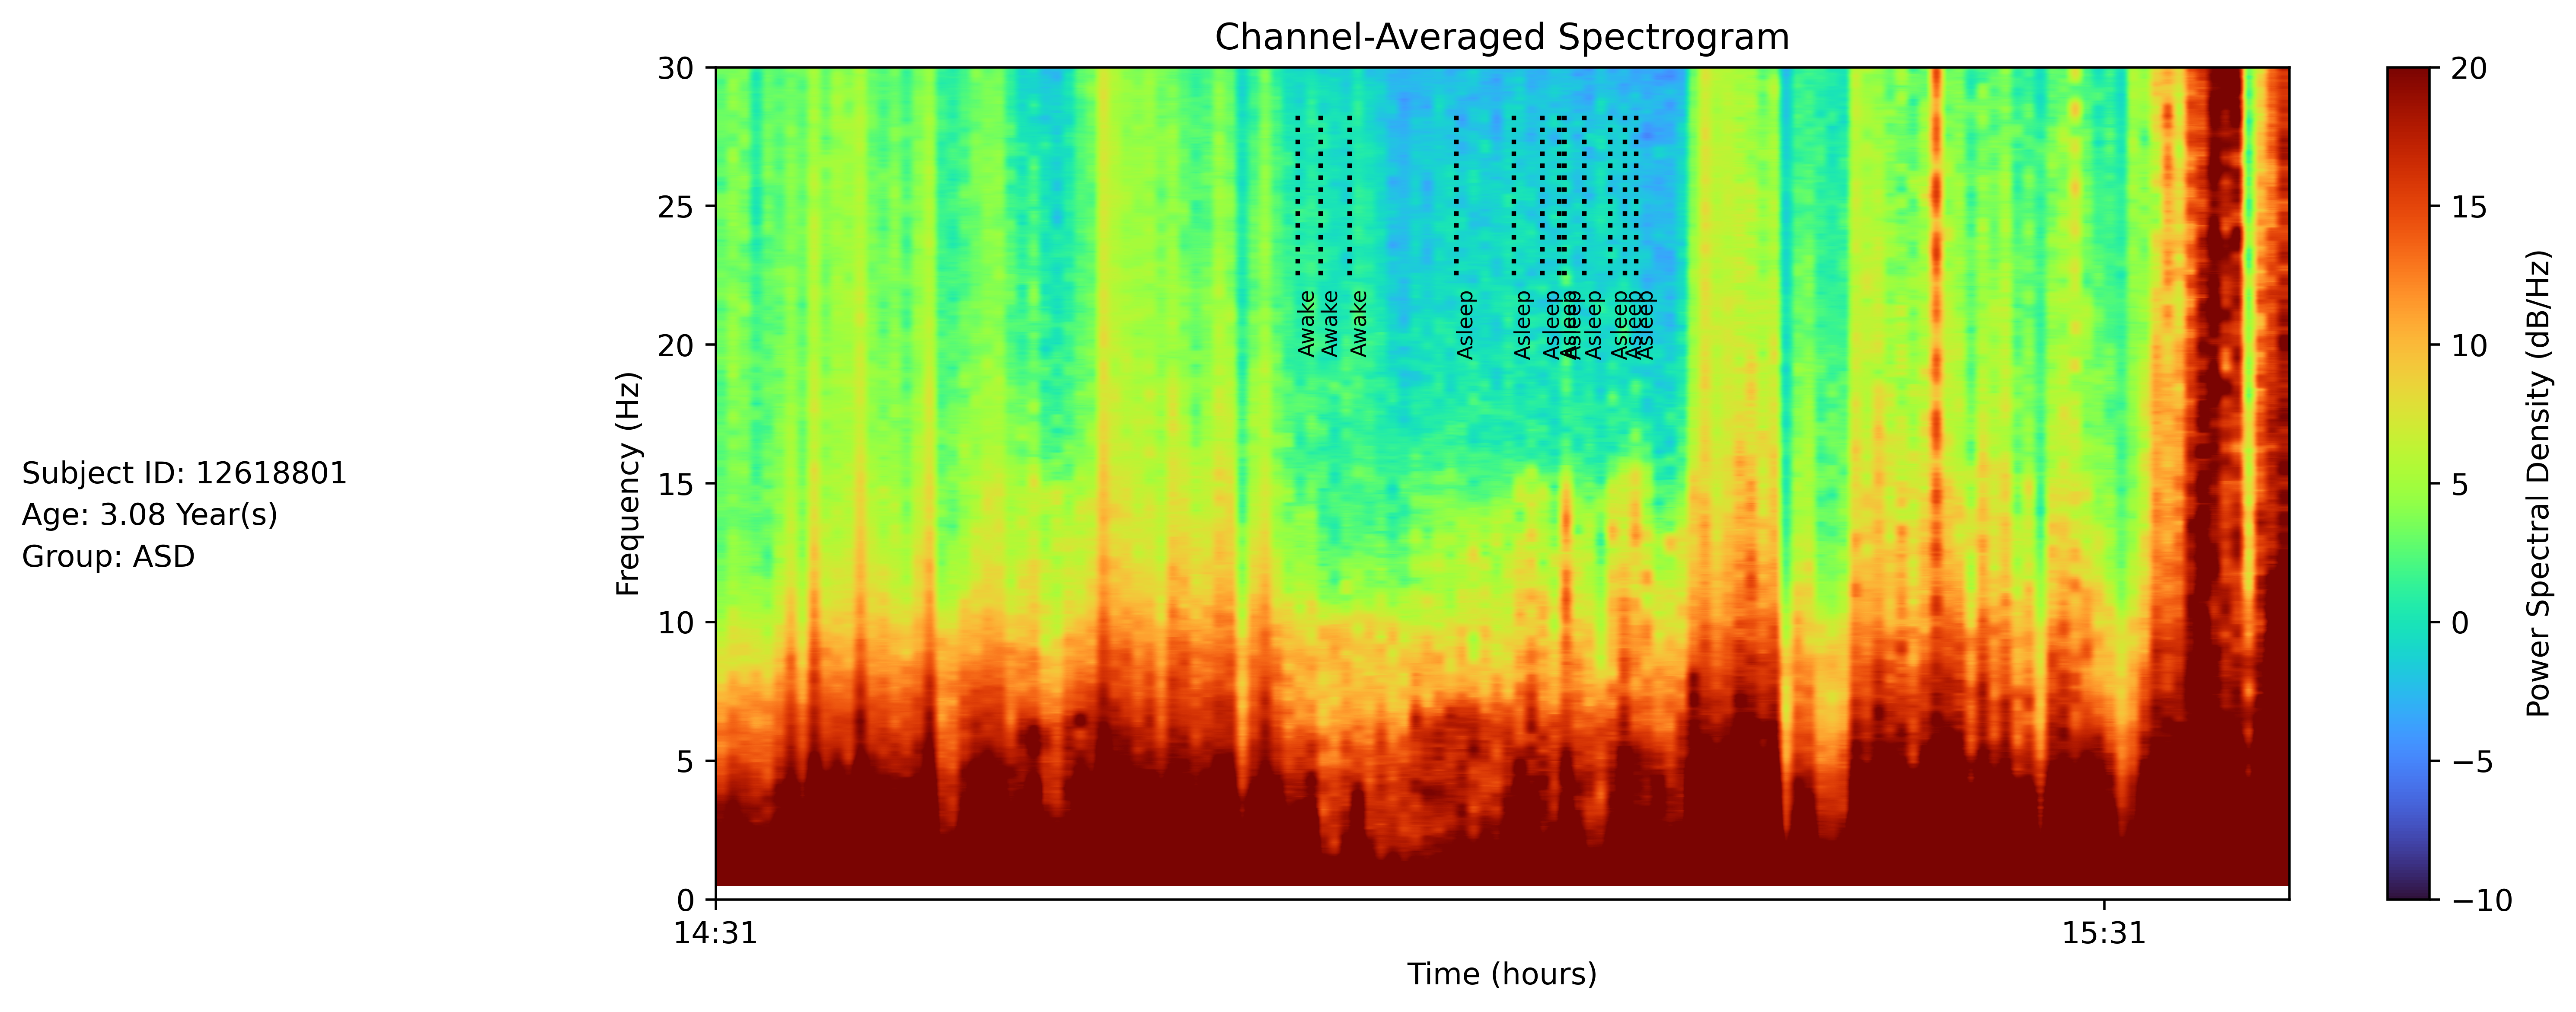 Channel-Averaged Spectrogram
Subject ID: 12618801
Age: 3.08 Year(s)
Group: ASD
Frequency (Hz)
30
25
20
15
10
5
0
Awake
Awake
Awake
Asleep
Asleep
Asleep
Asleep
Asleep
Asleep
Asleep
Asleep
Asleep
14:31
15:31
Time (hours)
20
15
10
5
0
−5
−10
Power Spectral Density (dB/Hz)